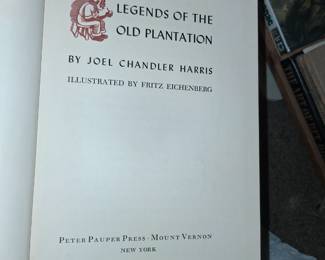 LEGENDS OF THE
OLD PLANTATION
BY JOEL CHANDLER HARRIS
ILLUSTRATED BY FRITZ EICHENBERG
PETER PAUPER PRESS · MOUNT VERNON
NEW YORK